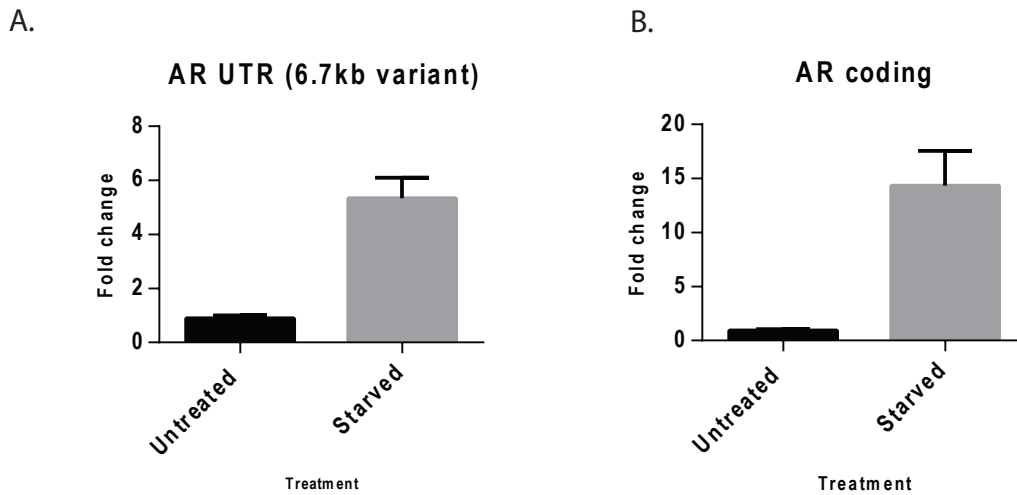 A.
AR UTR (6.7kb variant)
8
6
4
2
0
Fold change
Untreated
Starved
Treatment
B.
AR coding
20
15
10
5
0
Fold change
Untreated
Starved
Treatment